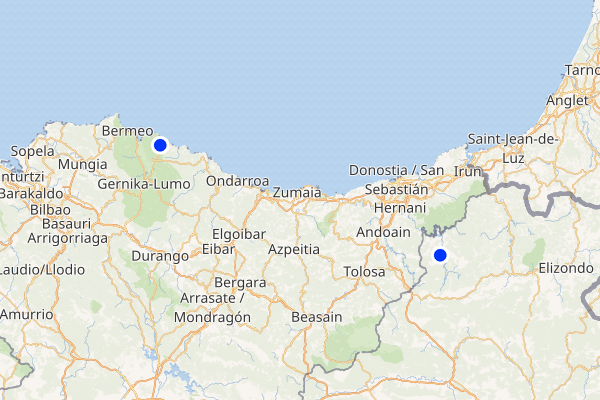 Tarno
Anglet
Bermeo
Saint-Jean-de-
Luz
Sopela
Mungia
Donostia / San
Sebastián
Irun
nturtzi
Gernika-Lumo
Ondarroa
Barakaldo
Zumaia
Bilbao
Hernani
Basauri
Arrigorriaga
Elgoibar
Andoain
Eibar
Azpeitia
Durango
Laudio/Llodio
Tolosa
Elizondo
Bergara
Arrasate /
Mondragón
Amurrio
Beasain